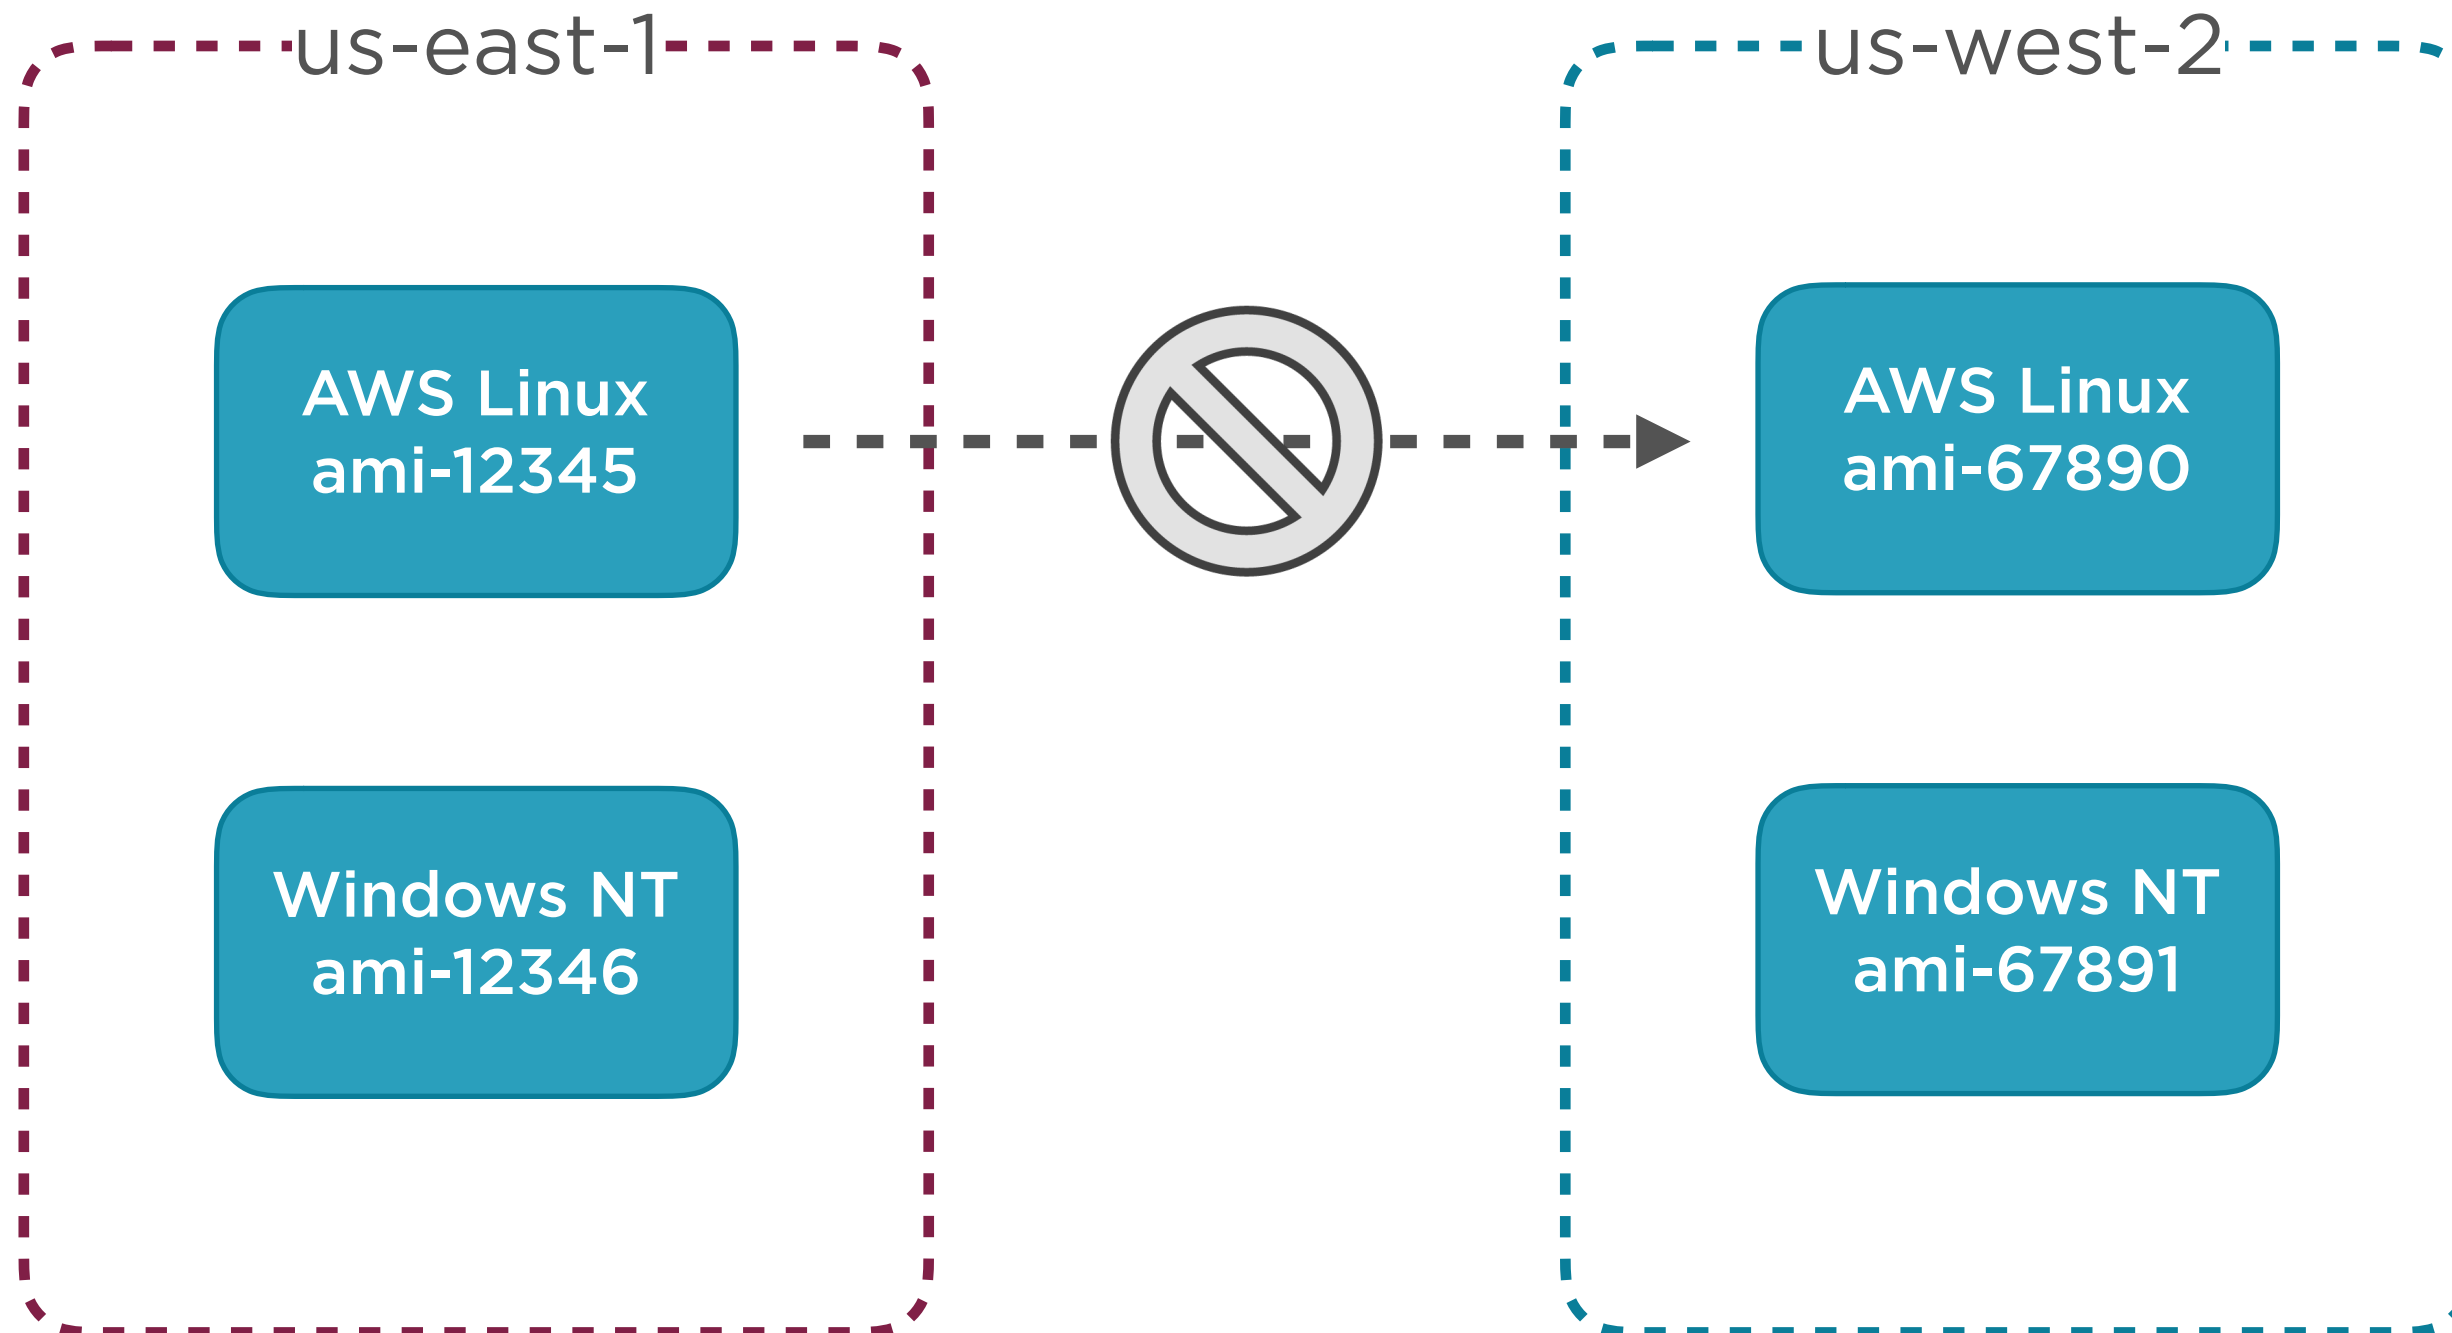 us-east-1
AWS Linux
ami-12345
Windows NT
ami-12346
us-west-2
AWS Linux
ami-67890
Windows NT
ami-67891